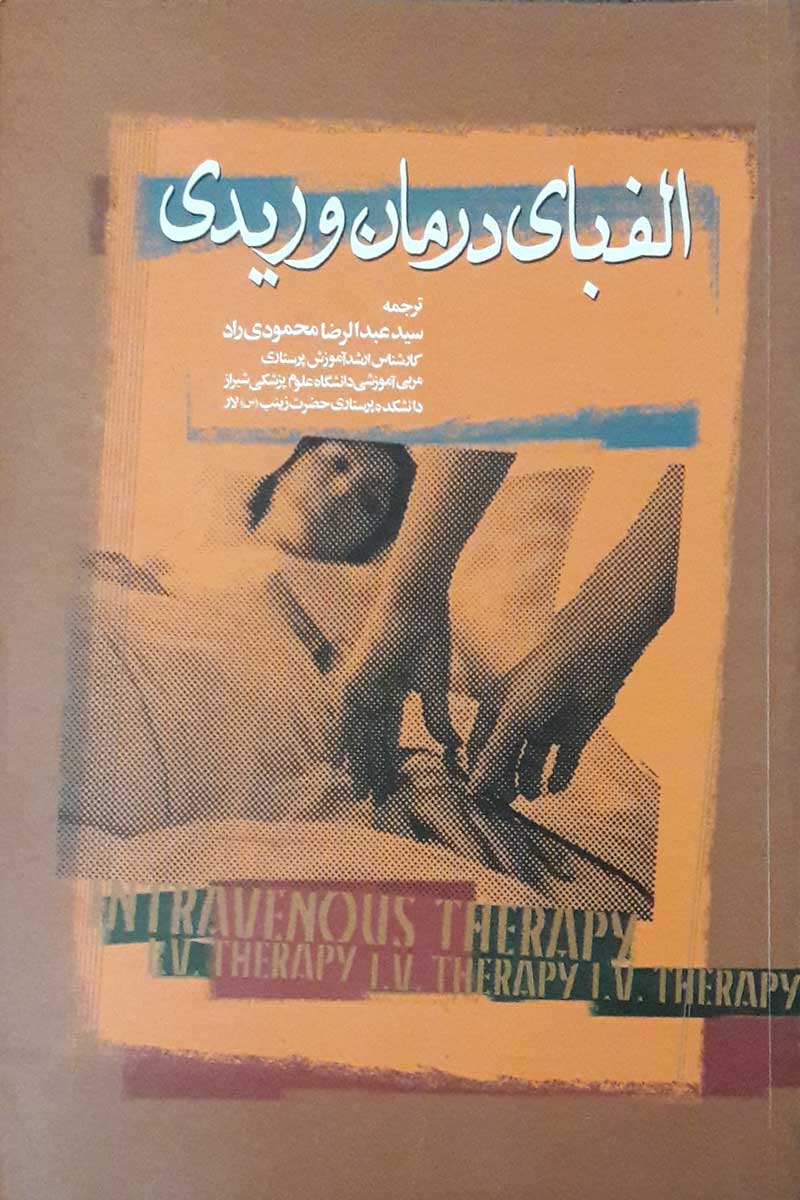 الفبای درمان وریدی
ترجمه
سید عبدالرضا محمودی راد
کارشناس ارشد آموزش پرستاری
مربی آموزشی دانشگاه علوم پزشکی شیراز
دانشکده پرستاری حضرت زینب (س) لار
INTRAVENOUS THERAPY
I.V. THERAPY I.V. THERAPY I.V. THERAPY